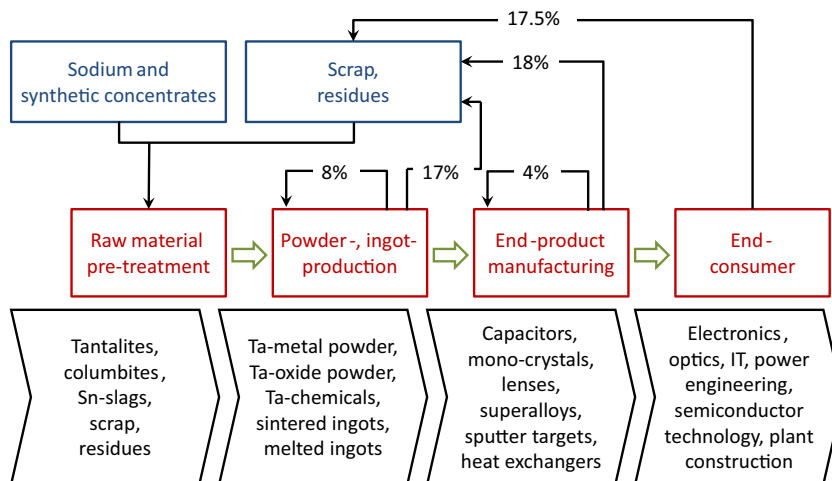 17.5%
Sodium and
synthetic concentrates
Scrap,
residues
18%
8%
17%
4%
Raw material
pre-treatment
Powder-, ingot-
production
End-product
manufacturing
End-
consumer
Tantalites,
columbites,
Sn-slags,
scrap,
residues
Ta-metal powder,
Ta-oxide powder,
Ta-chemicals,
sintered ingots,
melted ingots
Capacitors,
mono-crystals,
lenses,
superalloys,
sputter targets,
heat exchangers
Electronics,
optics, IT, power
engineering,
semiconductor
technology, plant
construction